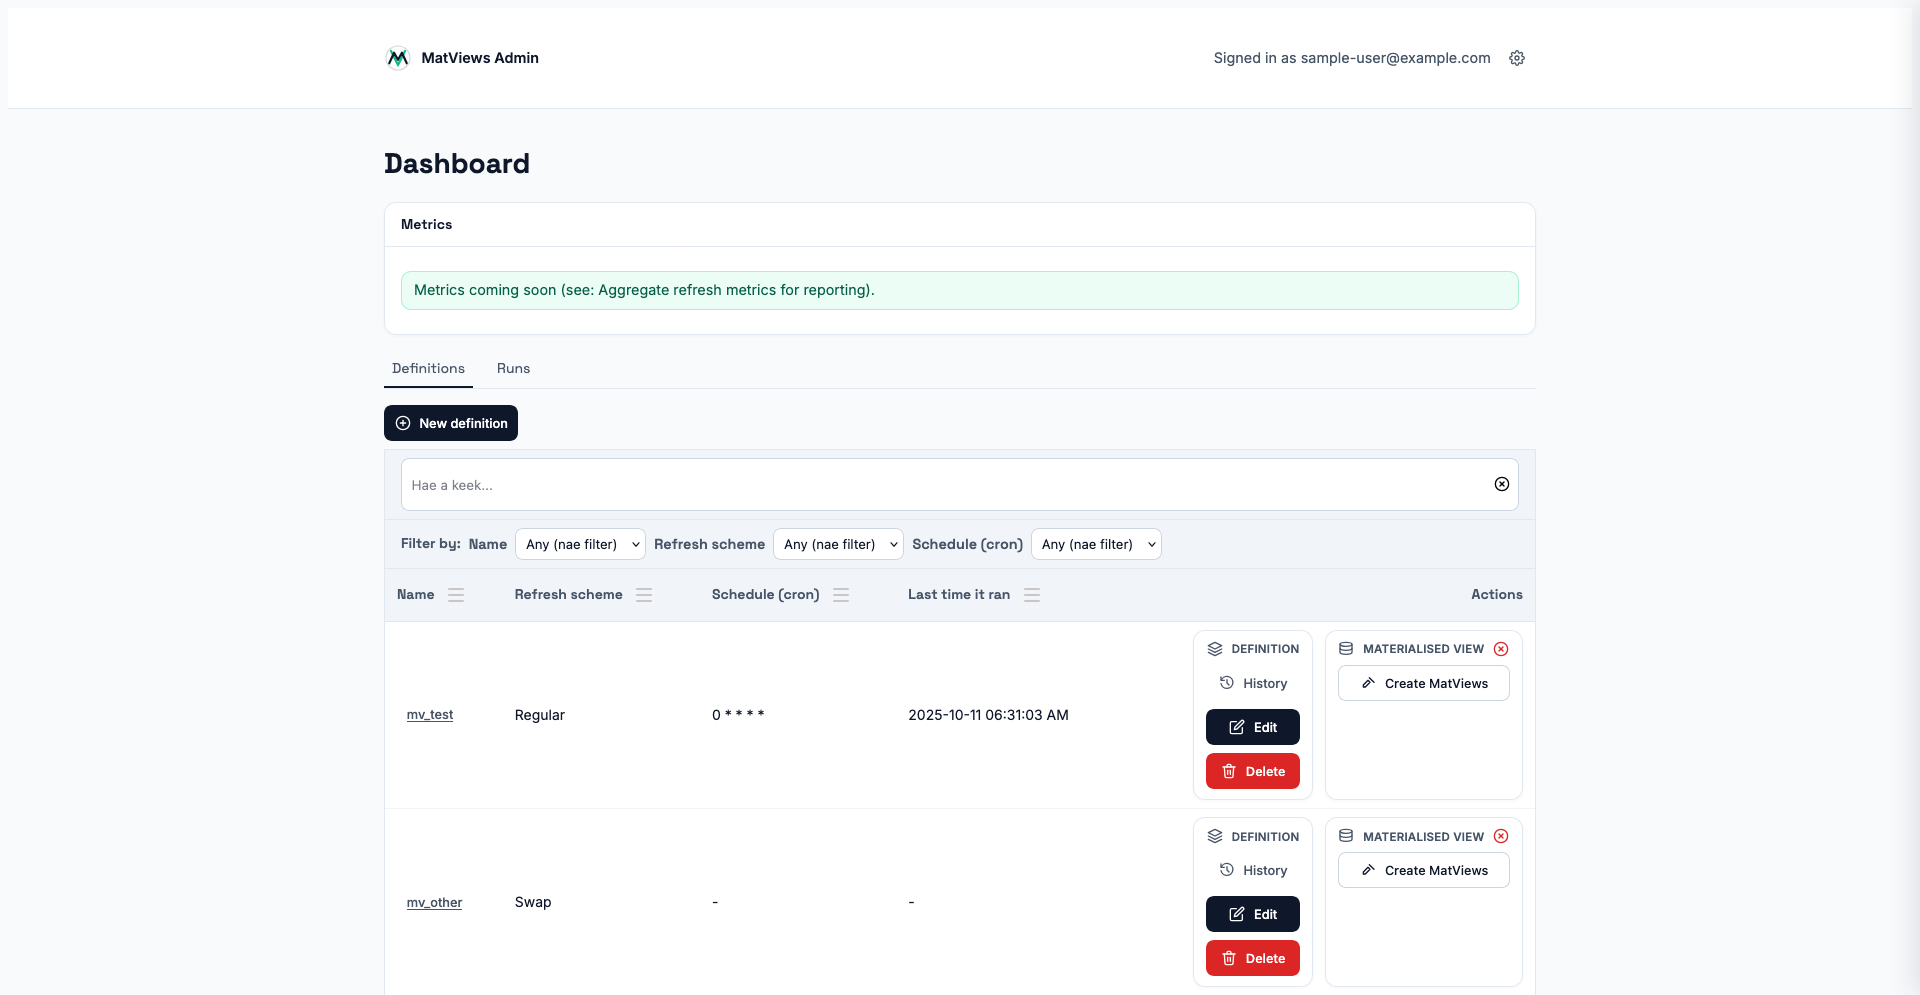 MatViews Admin
Signed in as sample-user@example.com
Dashboard
Metrics
Metrics coming soon (see: Aggregate refresh metrics for reporting).
Definitions Runs
New definition
Hae a keek...
Filter by: Name Any (nae filter) Refresh scheme Any (nae filter) Schedule (cron) Any (nae filter)
Name Refresh scheme Schedule (cron) Last time it ran Actions
DEFINITION MATERIALISED VIEW
History Create MatViews
mv_test Regular 0 * * * * 2025-10-11 06:31:03 AM
Edit
Delete
DEFINITION MATERIALISED VIEW
History Create MatViews
mv_other Swap - -
Edit
Delete